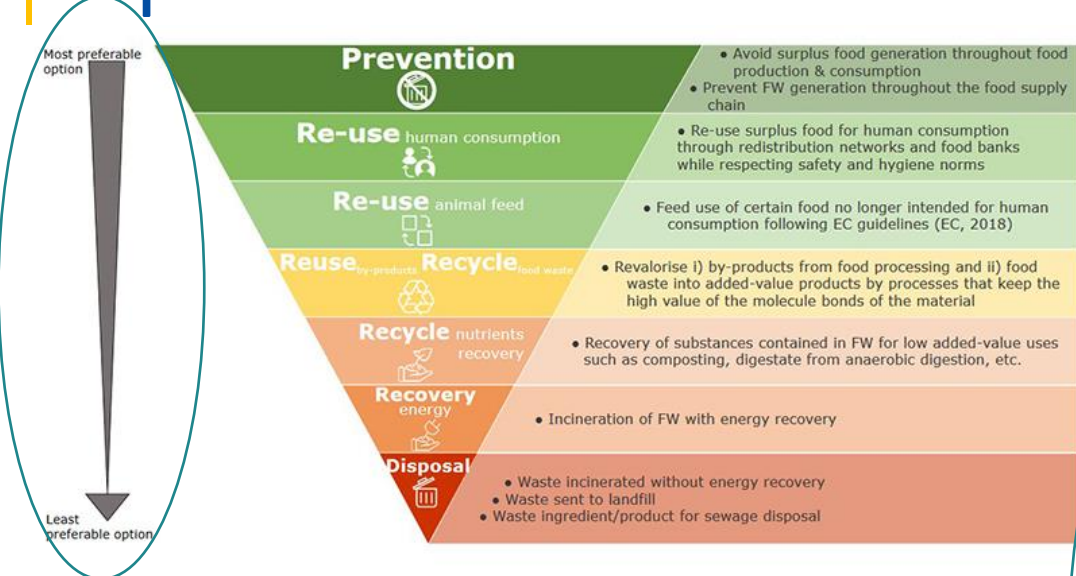 Most preferable
option
Prevention
• Avoid surplus food generation throughout food
production & consumption
• Prevent FW generation throughout the food supply
chain
Re-use human consumption
• Re-use surplus food for human consumption
through redistribution networks and food banks
while respecting safety and hygiene norms
Re-use animal feed
• Feed use of certain food no longer intended for human
consumption following EC guidelines (EC, 2018)
Reuse by-products Recycle food waste
• Revalorise i) by-products from food processing and ii) food
waste into added-value products by processes that keep the
high value of the molecule bonds of the material
Recycle nutrients
recovery
• Recovery of substances contained in FW for low added-value uses
such as composting, digestate from anaerobic digestion, etc.
Recovery
energy
• Incineration of FW with energy recovery
Disposal
• Waste incinerated without energy recovery
• Waste sent to landfill
• Waste ingredient/product for sewage disposal
Least
preferable option